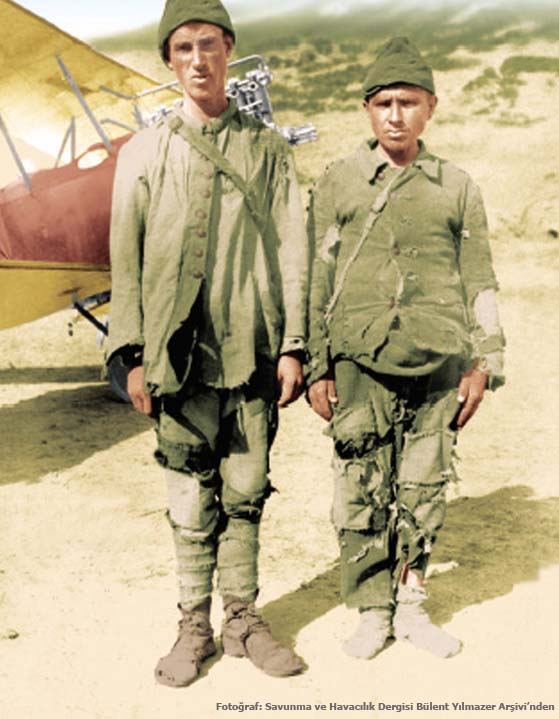 Fotoğraf: Savunma ve Havacılık Dergisi Bülent Yılmazer Arşivi'nden